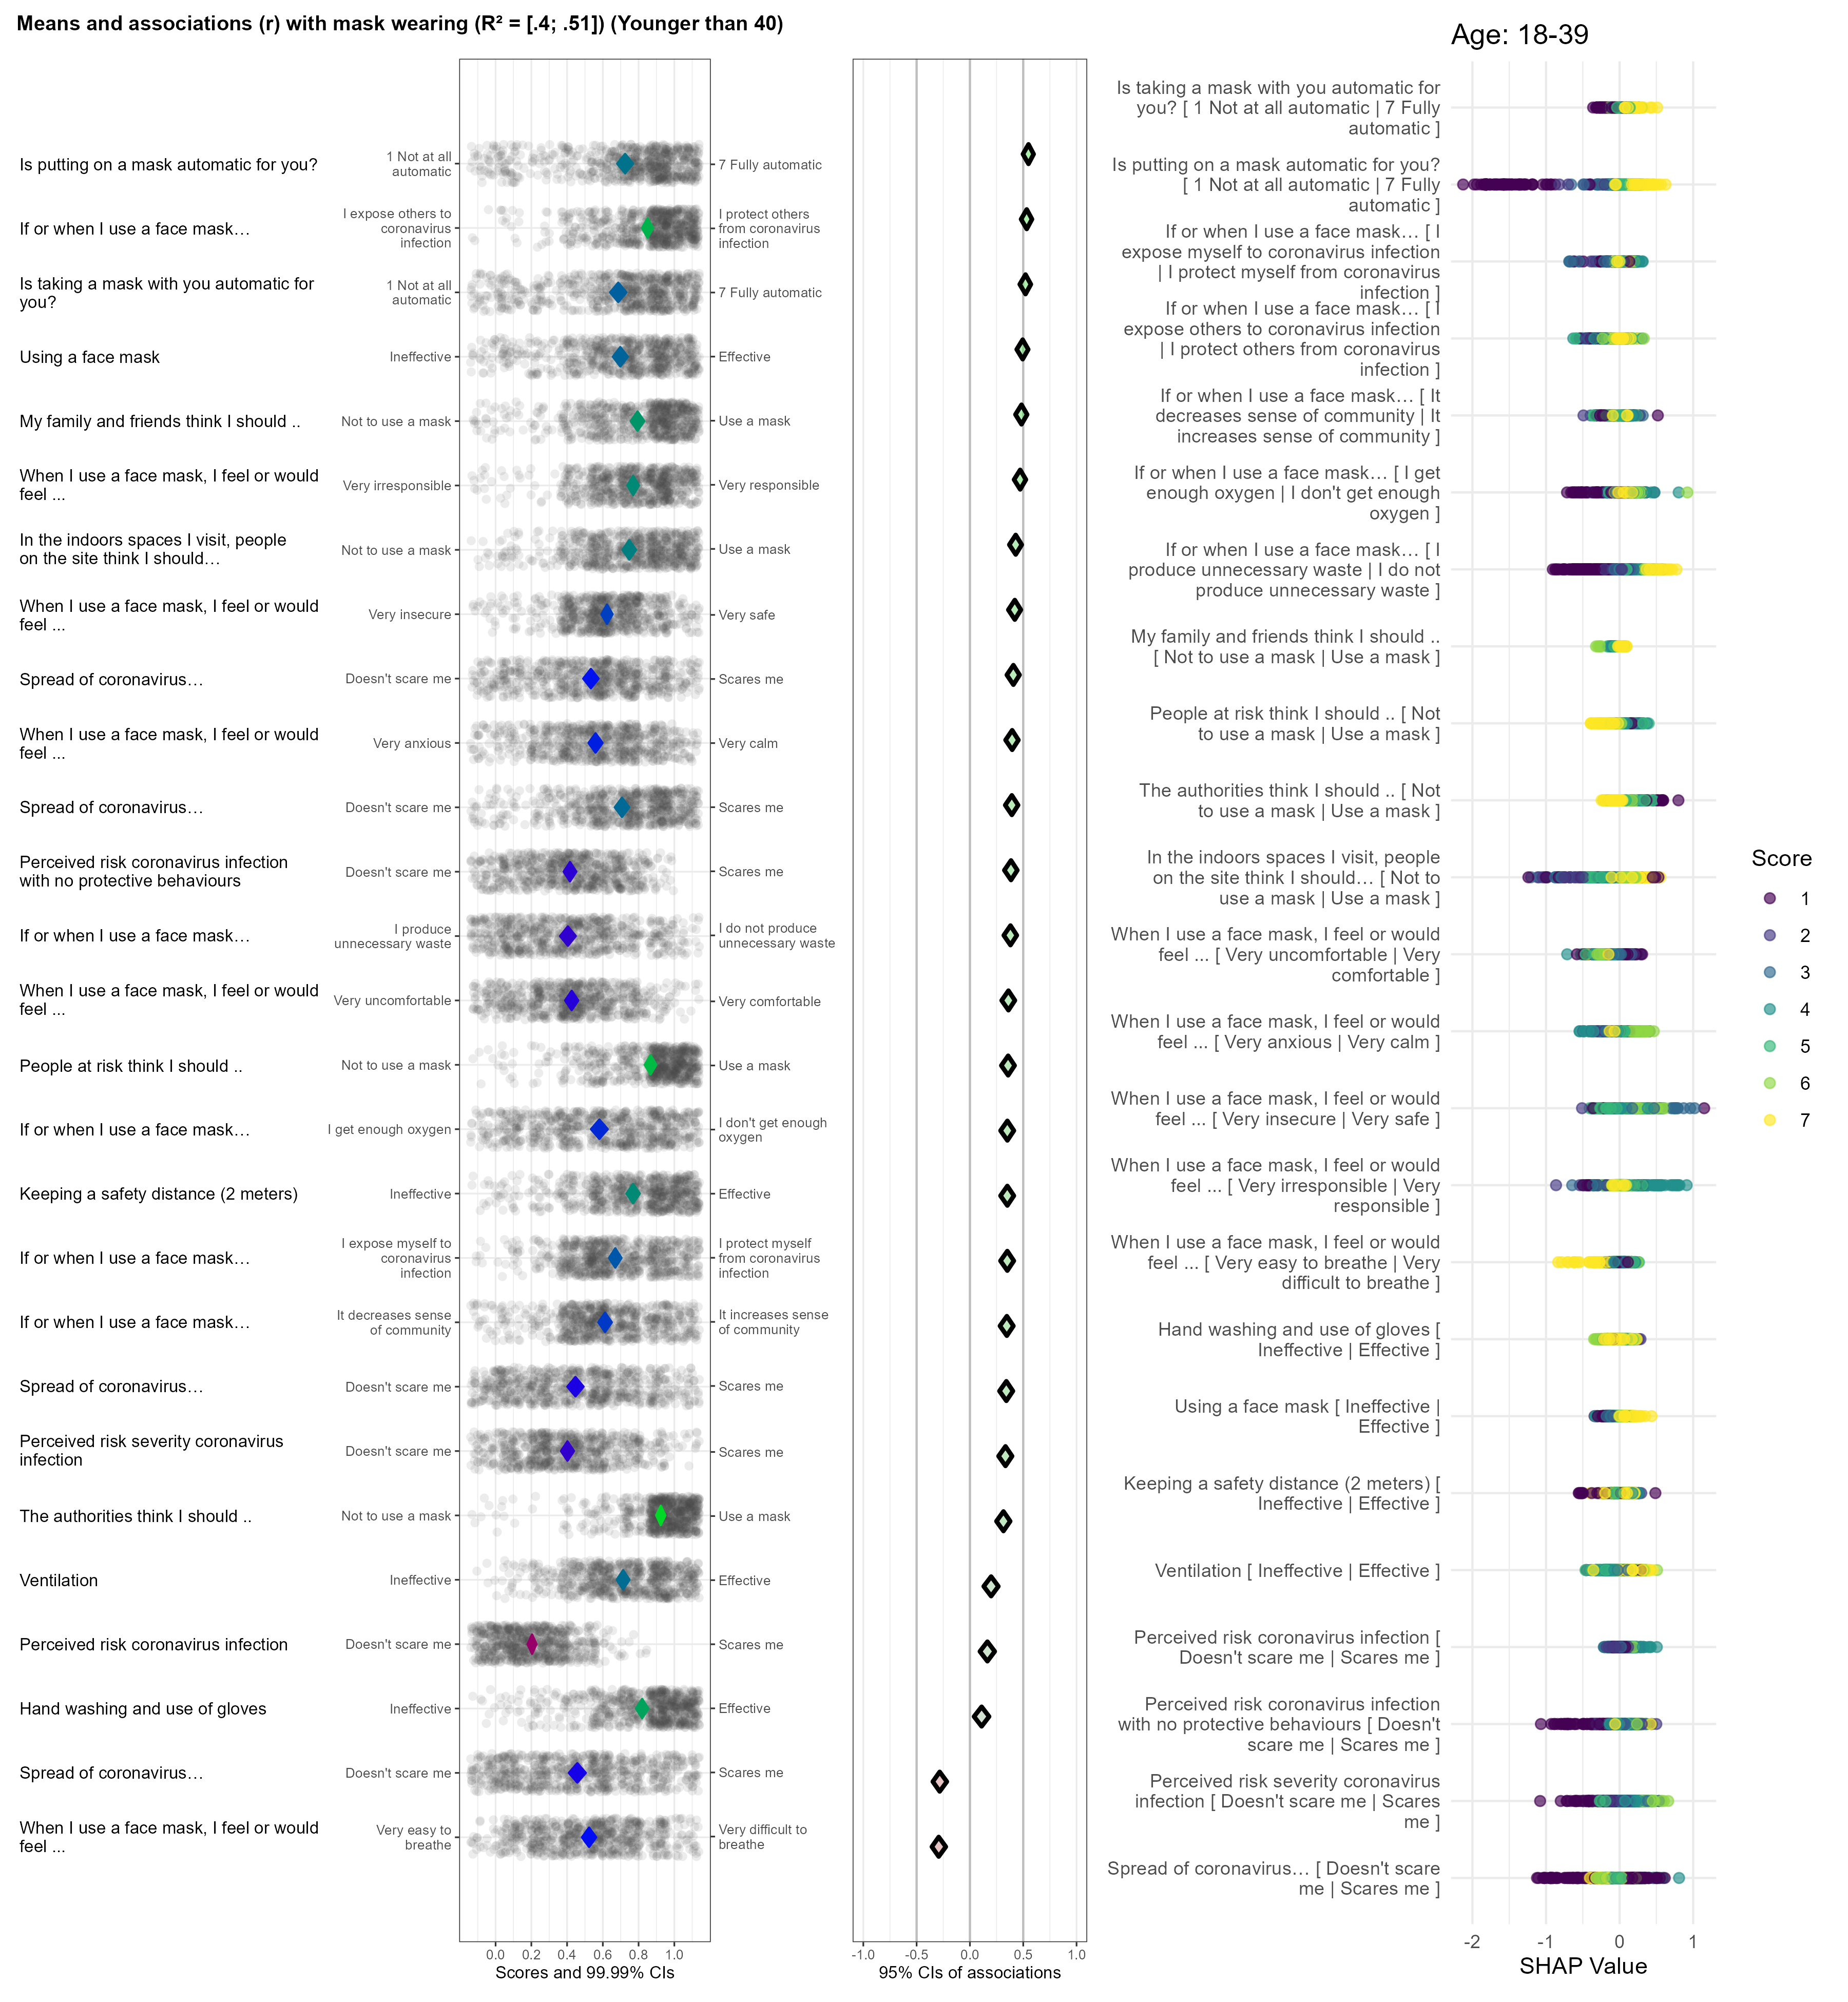 Means and associations (r) with mask wearing (R² = [.4; .51]) (Younger than 40)
Is putting on a mask automatic for you?
1 Not at all
automatic
7 Fully automatic
If or when I use a face mask…
I expose others to
coronavirus
infection
I protect others
from coronavirus
infection
Is taking a mask with you automatic for
you?
1 Not at all
automatic
7 Fully automatic
Using a face mask
Ineffective
Effective
My family and friends think I should ..
Not to use a mask
Use a mask
When I use a face mask, I feel or would
feel ...
Very irresponsible
Very responsible
In the indoors spaces I visit, people
on the site think I should…
Not to use a mask
Use a mask
When I use a face mask, I feel or would
feel ...
Very insecure
Very safe
Spread of coronavirus…
Doesn't scare me
Scares me
When I use a face mask, I feel or would
feel ...
Very anxious
Very calm
Spread of coronavirus…
Doesn't scare me
Scares me
Perceived risk coronavirus infection
with no protective behaviours
Doesn't scare me
Scares me
If or when I use a face mask…
I produce
unnecessary waste
I do not produce
unnecessary waste
When I use a face mask, I feel or would
feel ...
Very uncomfortable
Very comfortable
People at risk think I should ..
Not to use a mask
Use a mask
If or when I use a face mask…
I get enough oxygen
I don't get enough
oxygen
Keeping a safety distance (2 meters)
Ineffective
Effective
If or when I use a face mask…
I expose myself to
coronavirus
infection
I protect myself
from coronavirus
infection
If or when I use a face mask…
It decreases sense
of community
It increases sense
of community
Spread of coronavirus…
Doesn't scare me
Scares me
Perceived risk severity coronavirus
infection
Doesn't scare me
Scares me
The authorities think I should ..
Not to use a mask
Use a mask
Ventilation
Ineffective
Effective
Perceived risk coronavirus infection
Doesn't scare me
Scares me
Hand washing and use of gloves
Ineffective
Effective
Spread of coronavirus…
Doesn't scare me
Scares me
When I use a face mask, I feel or would
feel ...
Very easy to
breathe
Very difficult to
breathe
0.0 0.2 0.4 0.6 0.8 1.0
Scores and 99.99% CIs
-1.0 -0.5 0.0 0.5 1.0
95% CIs of associations
Age: 18-39
Is taking a mask with you automatic for
you? [ 1 Not at all automatic | 7 Fully
automatic ]
Is putting on a mask automatic for you?
[ 1 Not at all automatic | 7 Fully
automatic ]
If or when I use a face mask… [ I
expose myself to coronavirus infection
| I protect myself from coronavirus
infection ]
If or when I use a face mask… [ I
expose others to coronavirus infection
| I protect others from coronavirus
infection ]
If or when I use a face mask… [ It
decreases sense of community | It
increases sense of community ]
If or when I use a face mask… [ I get
enough oxygen | I don't get enough
oxygen ]
If or when I use a face mask… [ I
produce unnecessary waste | I do not
produce unnecessary waste ]
My family and friends think I should ..
[ Not to use a mask | Use a mask ]
People at risk think I should .. [ Not
to use a mask | Use a mask ]
The authorities think I should .. [ Not
to use a mask | Use a mask ]
In the indoors spaces I visit, people
on the site think I should… [ Not to
use a mask | Use a mask ]
When I use a face mask, I feel or would
feel ... [ Very uncomfortable | Very
comfortable ]
When I use a face mask, I feel or would
feel ... [ Very anxious | Very calm ]
When I use a face mask, I feel or would
feel ... [ Very insecure | Very safe ]
When I use a face mask, I feel or would
feel ... [ Very irresponsible | Very
responsible ]
When I use a face mask, I feel or would
feel ... [ Very easy to breathe | Very
difficult to breathe ]
Hand washing and use of gloves [
Ineffective | Effective ]
Using a face mask [ Ineffective |
Effective ]
Keeping a safety distance (2 meters) [
Ineffective | Effective ]
Ventilation [ Ineffective | Effective ]
Perceived risk coronavirus infection [
Doesn't scare me | Scares me ]
Perceived risk coronavirus infection
with no protective behaviours [ Doesn't
scare me | Scares me ]
Perceived risk severity coronavirus
infection [ Doesn't scare me | Scares
me ]
Spread of coronavirus… [ Doesn't scare
me | Scares me ]
-2 -1 0 1
SHAP Value
Score
1
2
3
4
5
6
7